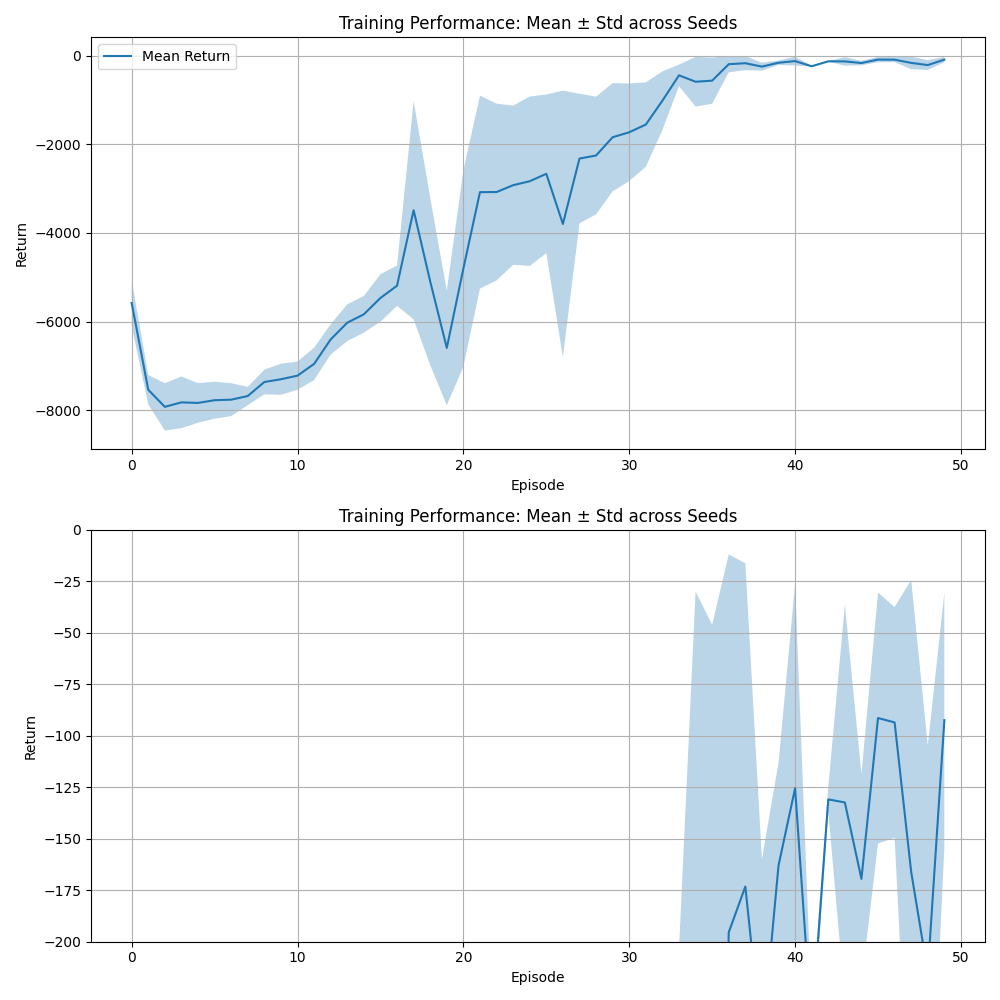 Training Performance: Mean ± Std across Seeds
Mean Return
0
−2000
−4000
−6000
−8000
Return
0 10 20 30 40 50
Episode
Training Performance: Mean ± Std across Seeds
0
−25
−50
−75
−100
−125
−150
−175
−200
Return
0 10 20 30 40 50
Episode